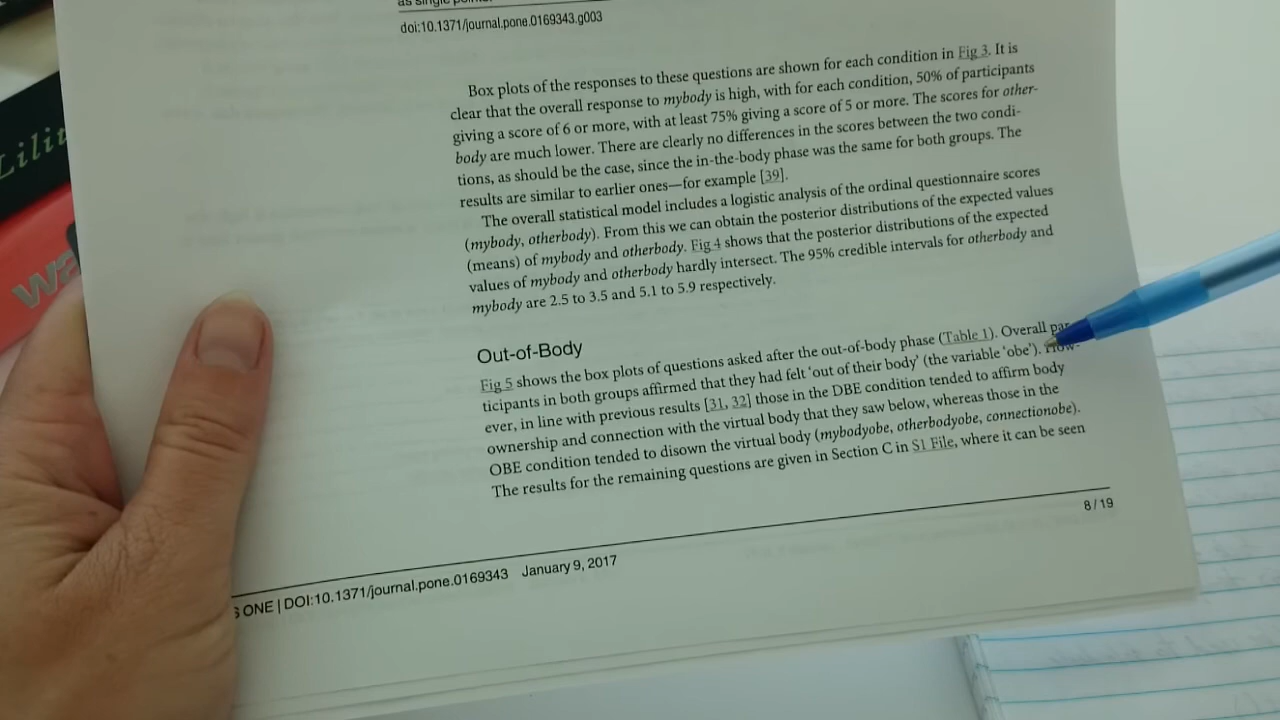 as single points.
doi:10.1371/journal.pone.0169343.g003
Box plots of the responses to these questions are shown for each condition in Fig 3. It is
clear that the overall response to mybody is high, with for each condition, 50% of participants
giving a score of 6 or more, with at least 75% giving a score of 5 or more. The scores for other-
body are much lower. There are clearly no differences in the scores between the two condi-
tions, as should be the case, since the in-the-body phase was the same for both groups. The
results are similar to earlier ones—for example [39].
The overall statistical model includes a logistic analysis of the ordinal questionnaire scores
(mybody, otherbody). From this we can obtain the posterior distributions of the expected values
(means) of mybody and otherbody. Fig 4 shows that the posterior distributions of the expected
values of mybody and otherbody hardly intersect. The 95% credible intervals for otherbody and
mybody are 2.5 to 3.5 and 5.1 to 5.9 respectively.
Out-of-Body
Fig 5 shows the box plots of questions asked after the out-of-body phase (Table 1). Overall par-
ticipants in both groups affirmed that they had felt 'out of their body' (the variable 'obe'). How-
ever, in line with previous results [31, 32] those in the DBE condition tended to affirm body
ownership and connection with the virtual body that they saw below, whereas those in the
OBE condition tended to disown the virtual body (mybodyobe, otherbodyobe, connectionobe).
The results for the remaining questions are given in Section C in S1 File, where it can be seen
8 / 19
S ONE | DOI:10.1371/journal.pone.0169343 January 9, 2017
Lilit
wa